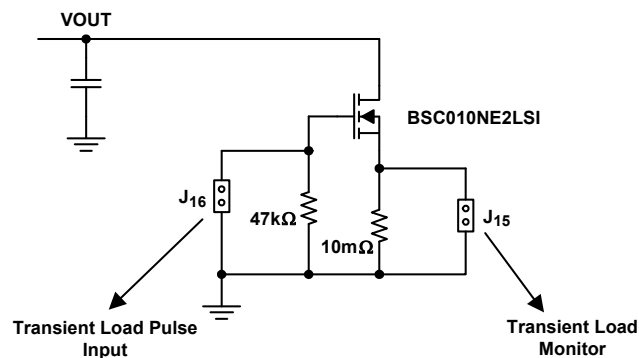 VOUT
BSC010NE2LSI
J16
47kΩ
10mΩ
J15
Transient Load Pulse
Input
Transient Load
Monitor